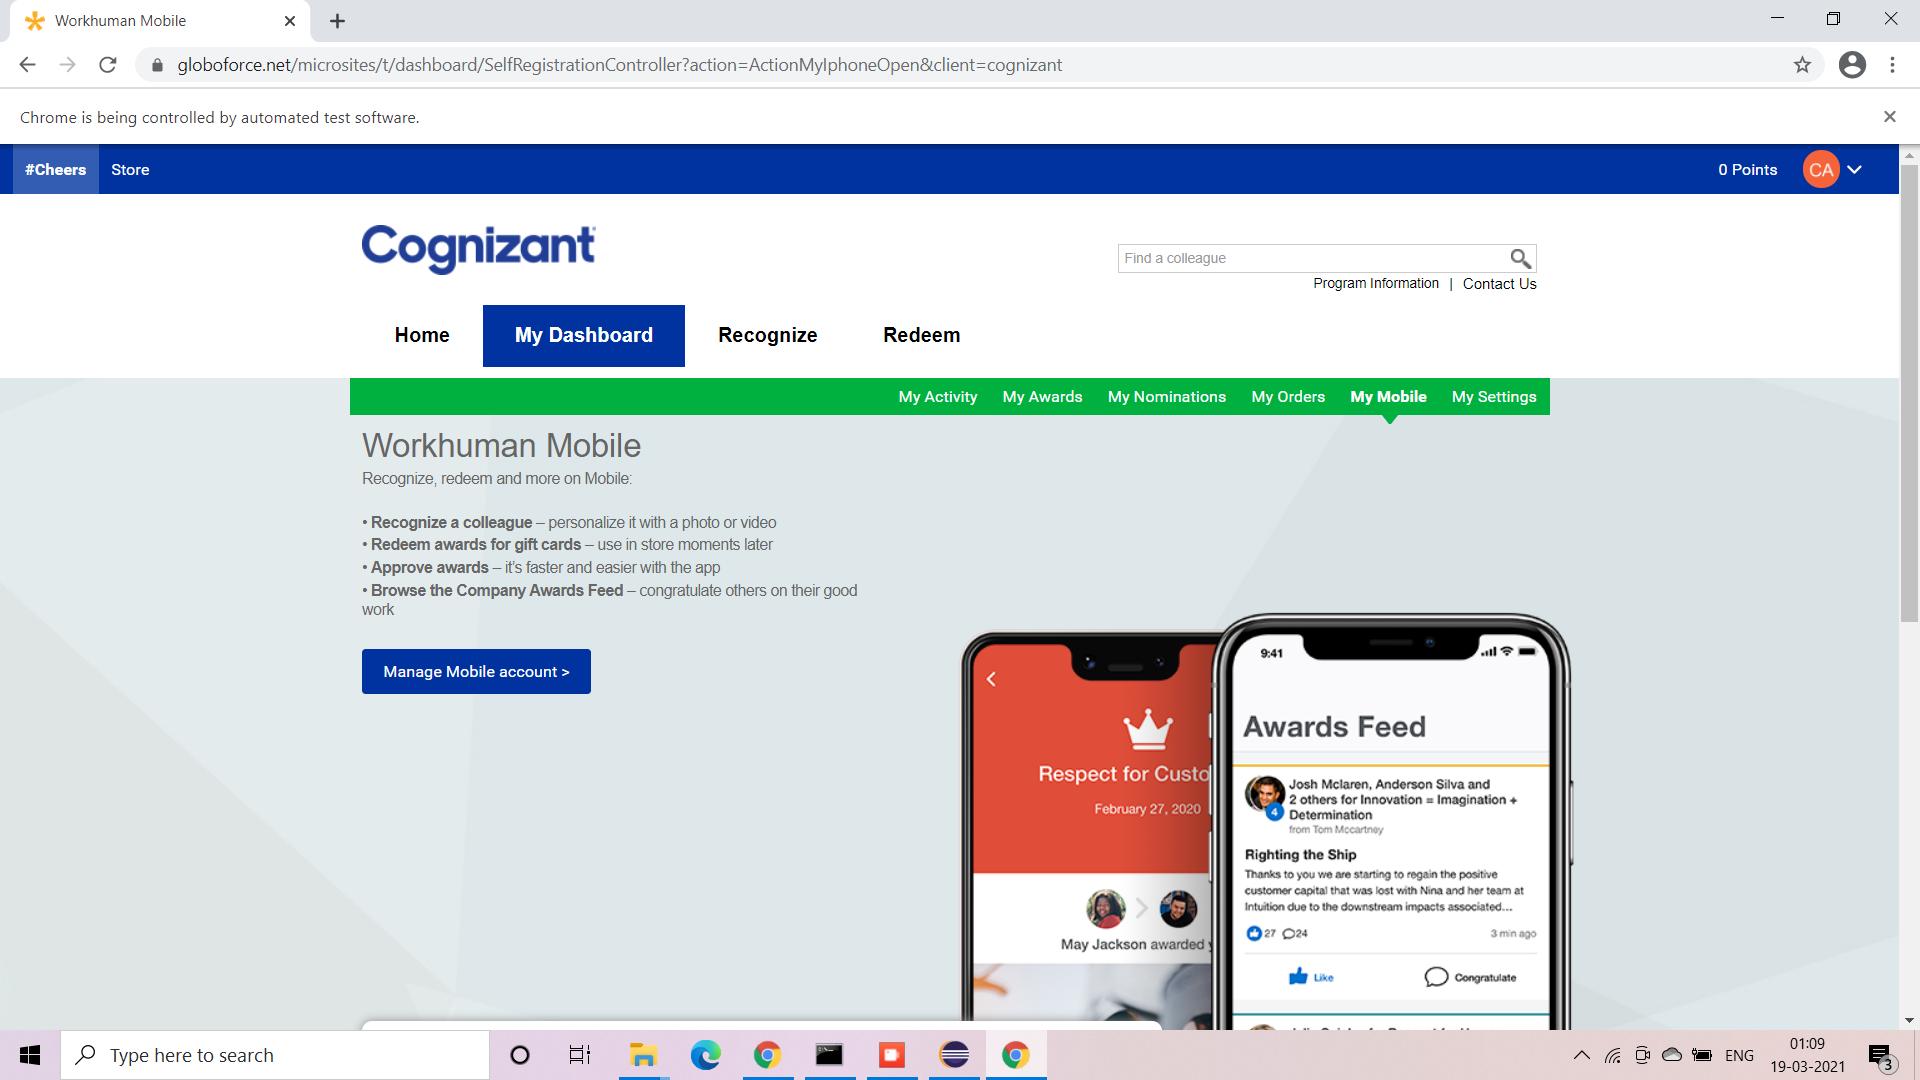 Workhuman Mobile
globoforce.net/microsites/t/dashboard/SelfRegistrationController?action=ActionMyIphoneOpen&client=cognizant
Chrome is being controlled by automated test software.
#Cheers Store 0 Points CA
Cognizant
Find a colleague
Program Information | Contact Us
Home My Dashboard Recognize Redeem
My Activity My Awards My Nominations My Orders My Mobile My Settings
Workhuman Mobile
Recognize, redeem and more on Mobile:
• Recognize a colleague – personalize it with a photo or video
• Redeem awards for gift cards – use in store moments later
• Approve awards – it's faster and easier with the app
• Browse the Company Awards Feed – congratulate others on their good
work
Manage Mobile account >
Respect for Custo
February 27, 2020
May Jackson awarded
9:41
Awards Feed
Josh Mclaren, Anderson Silva and
2 others for Innovation = Imagination +
Determination
4
from Tom Mccartney
Righting the Ship
Thanks to you we are starting to regain the positive
customer capital that was lost with Nina and her team at
Intuition due to the downstream impacts associated...
27 24 3 min ago
Like Congratulate
Type here to search
ENG
01:09
19-03-2021
3